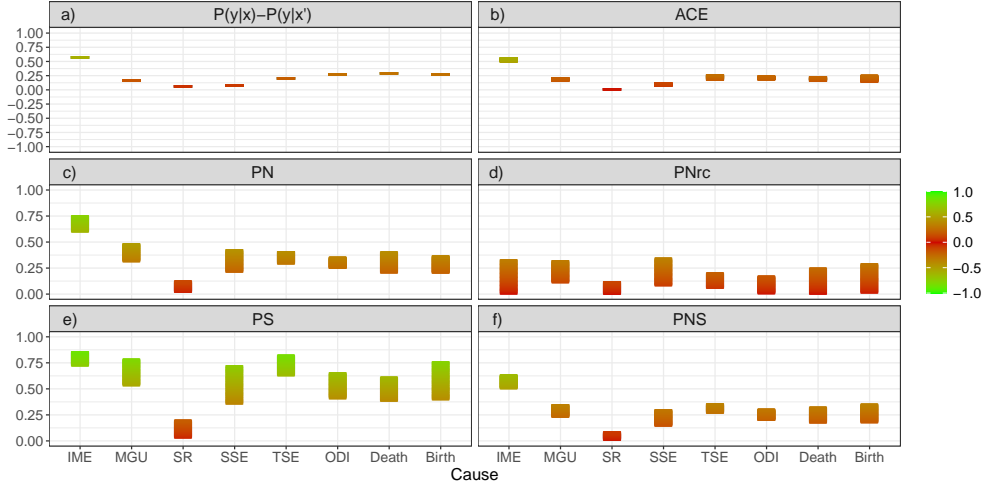 a) P(y|x)−P(y|x')
b) ACE
1.00
0.75
0.50
0.25
0.00
−0.25
−0.50
−0.75
−1.00
c) PN
d) PNrc
1.00
0.75
0.50
0.25
0.00
e) PS
f) PNS
1.00
0.75
0.50
0.25
0.00
IME MGU SR SSE TSE ODI Death Birth
IME MGU SR SSE TSE ODI Death Birth
Cause
1.0
0.5
0.0
−0.5
−1.0